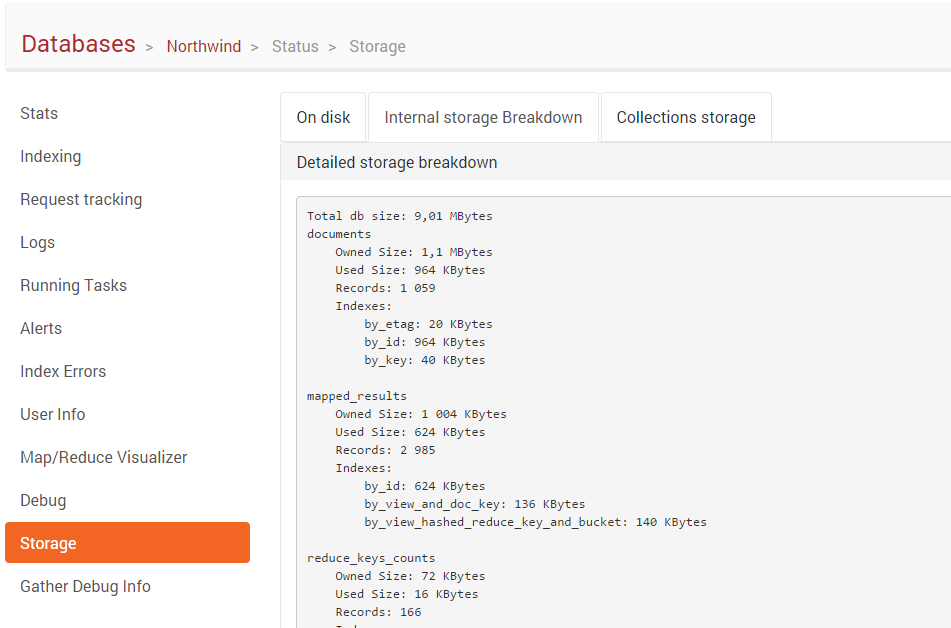 Databases > Northwind > Status > Storage
Stats
Indexing
Request tracking
Logs
Running Tasks
Alerts
Index Errors
User Info
Map/Reduce Visualizer
Debug
Storage
Gather Debug Info
On disk Internal storage Breakdown Collections storage
Detailed storage breakdown
Total db size: 9,01 MBytes
documents
Owned Size: 1,1 MBytes
Used Size: 964 KBytes
Records: 1 059
Indexes:
by_etag: 20 KBytes
by_id: 964 KBytes
by_key: 40 KBytes
mapped_results
Owned Size: 1 004 KBytes
Used Size: 624 KBytes
Records: 2 985
Indexes:
by_id: 624 KBytes
by_view_and_doc_key: 136 KBytes
by_view_hashed_reduce_key_and_bucket: 140 KBytes
reduce_keys_counts
Owned Size: 72 KBytes
Used Size: 16 KBytes
Records: 166